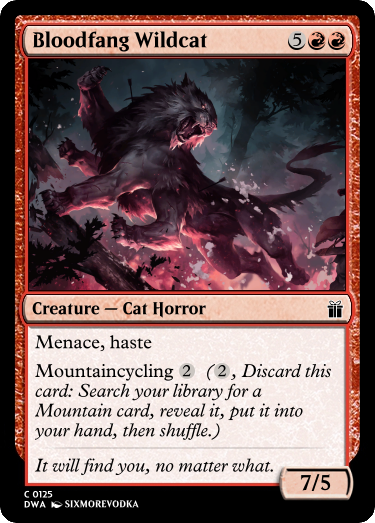 Bloodfang Wildcat 5
Creature — Cat Horror
Menace, haste
Mountaincycling 2 (2, Discard this
card: Search your library for a
Mountain card, reveal it, put it into
your hand, then shuffle.)
It will find you, no matter what.
7/5
C 0125
DWA SIXMOREVODKA